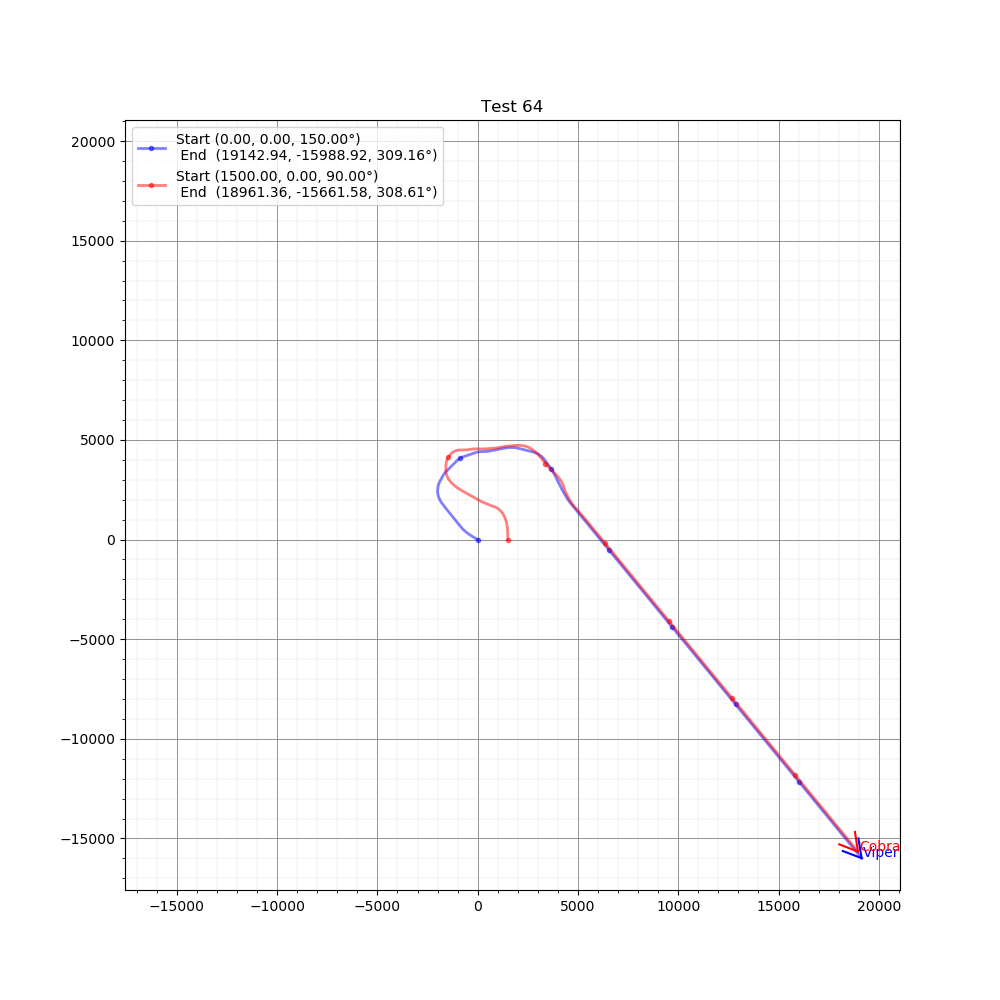 Test 64
Start (0.00, 0.00, 150.00°)
End (19142.94, -15988.92, 309.16°)
Start (1500.00, 0.00, 90.00°)
End (18961.36, -15661.58, 308.61°)
20000
15000
10000
5000
0
−5000
−10000
−15000
Cobra
Viper
−15000 −10000 −5000 0 5000 10000 15000 20000